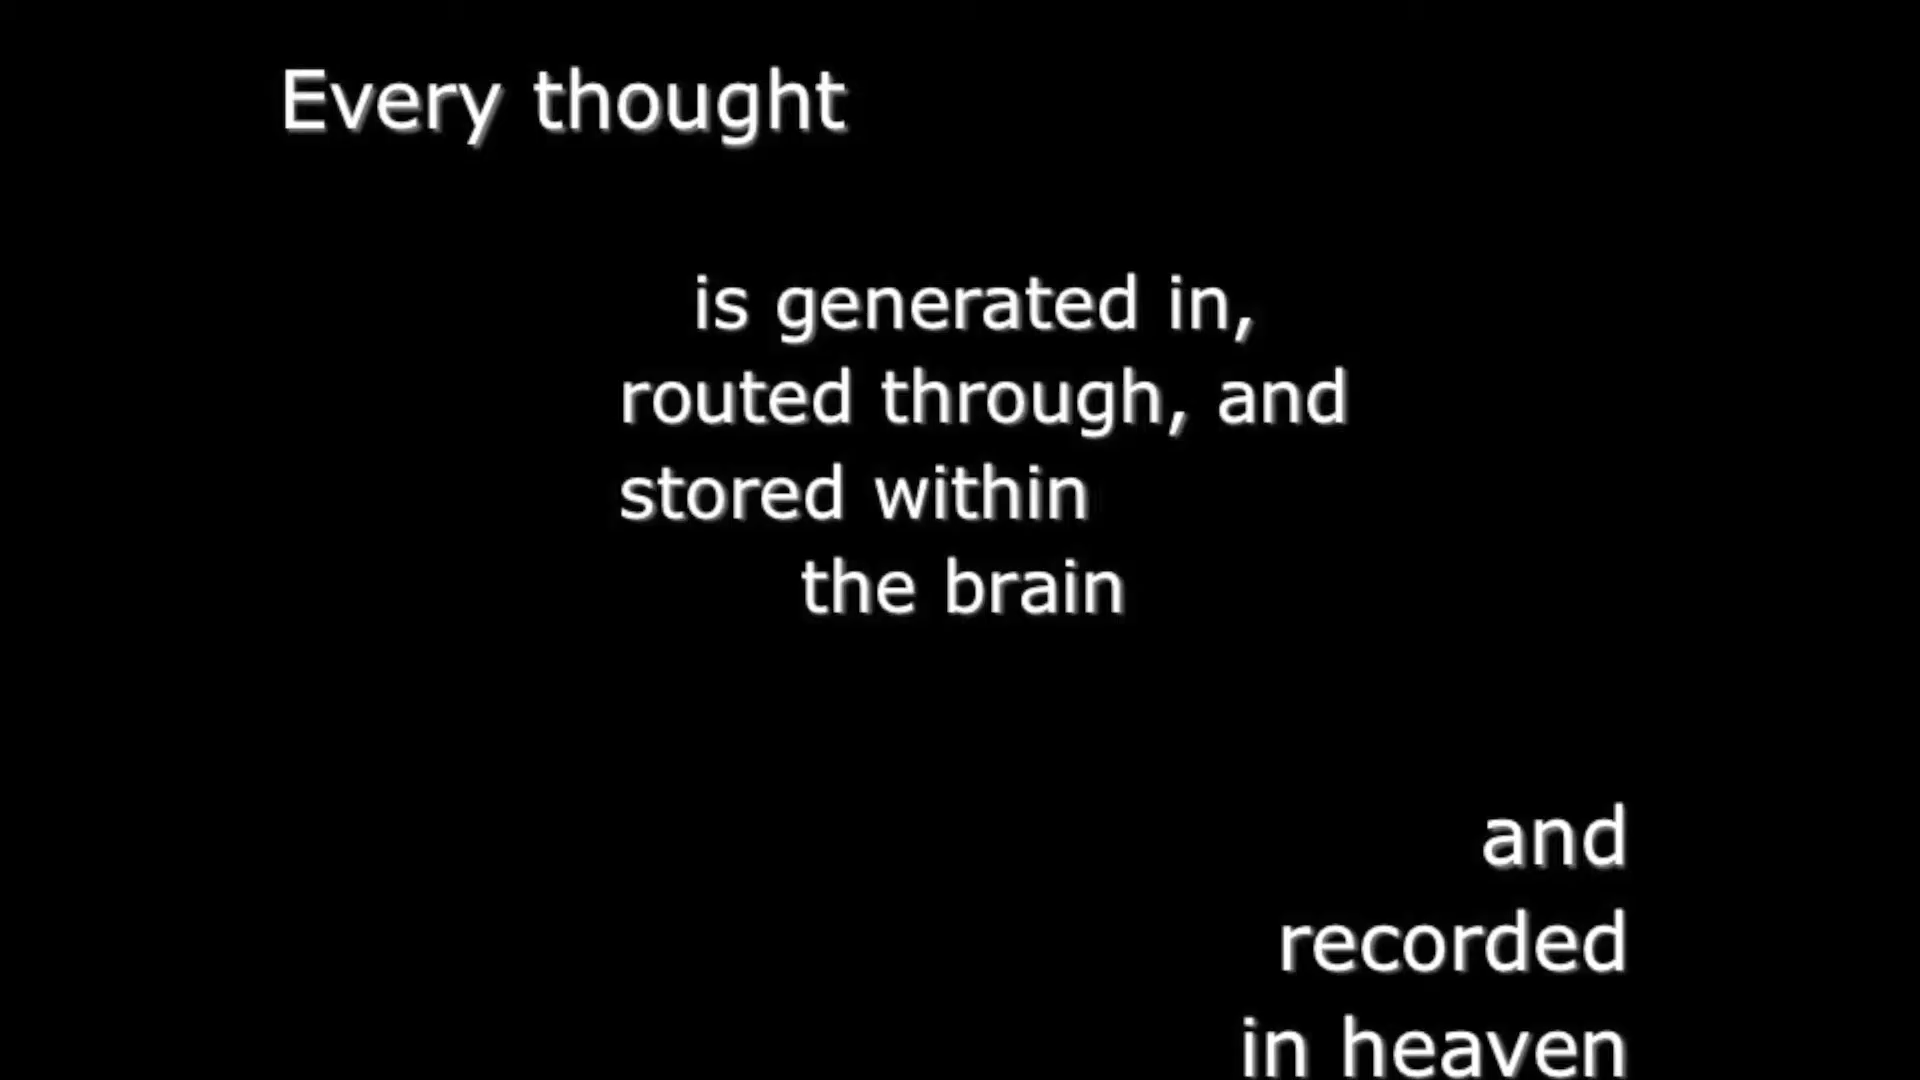 Every thought
is generated in,
routed through, and
stored within
the brain
and
recorded
in heaven